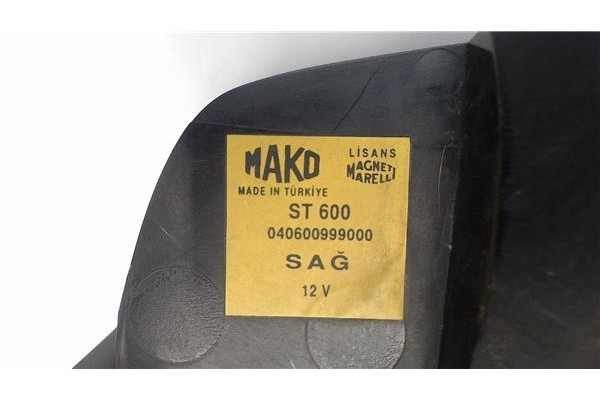 MAKO
LİSANS
MAGNETI
MARELLI
MADE IN TÜRKİYE
ST 600
040600999000
SAĞ
12 V